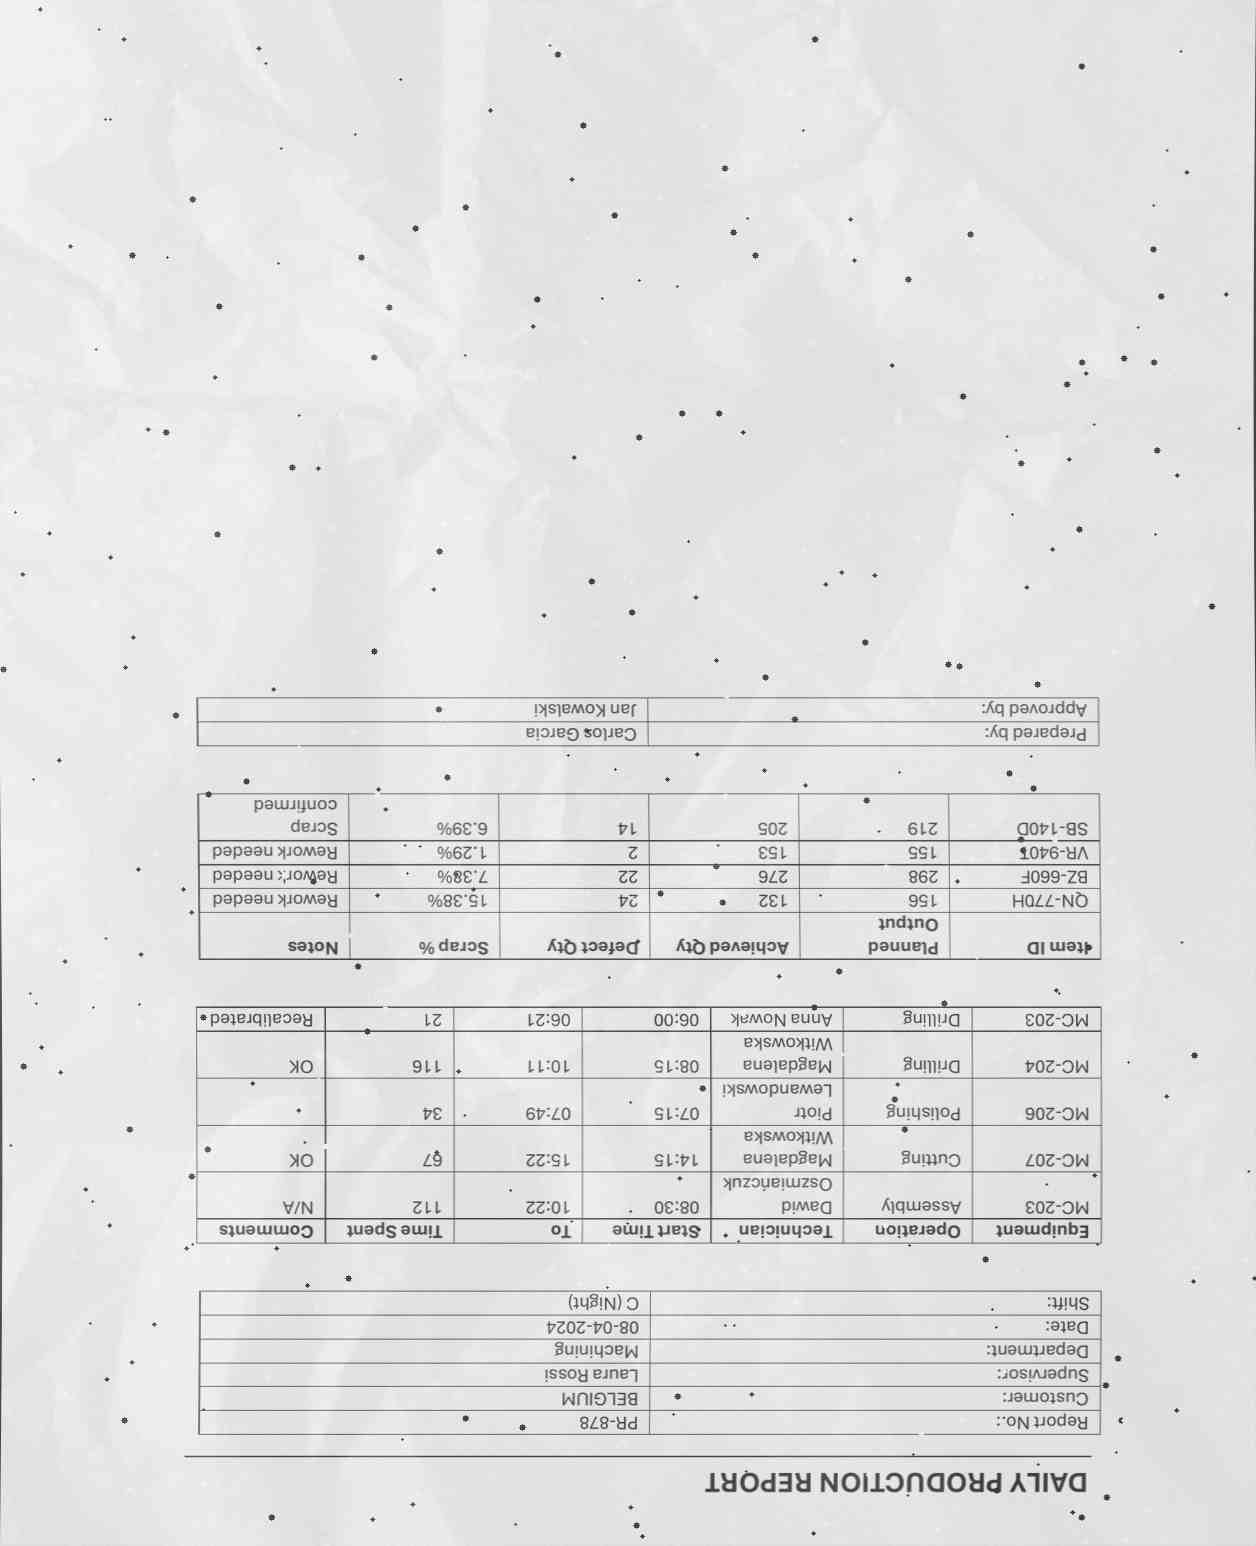 DAILY PRODUCTION REPORT
Report No.: PR-878
Customer: BELGIUM
Supervisor: Laura Rossi
Department: Machining
Date: 08-04-2024
Shift: C (Night)
Equipment Operation Technician Start Time To Time Spent Comments
MC-203 Assembly Dawid 08:30 10:22 112 N/A
Oszmiańczuk
MC-207 Cutting Magdalena 14:15 15:22 67 OK
Witkowska
MC-206 Polishing Piotr 07:15 07:49 34
Lewandowski
MC-204 Drilling Magdalena 08:15 10:11 116 OK
Witkowska
MC-203 Drilling Anna Nowak 06:00 06:21 21 Recalibrated
Item ID Planned Achieved Qty Defect Qty Scrap % Notes
Output
QN-770H 156 132 24 15.38% Rework needed
BZ-660F 298 276 22 7.38% Rework needed
VR-940T 155 153 2 1.29% Rework needed
SB-140D 219 205 14 6.39% Scrap
confirmed
Prepared by: Carlos Garcia
Approved by: Jan Kowalski